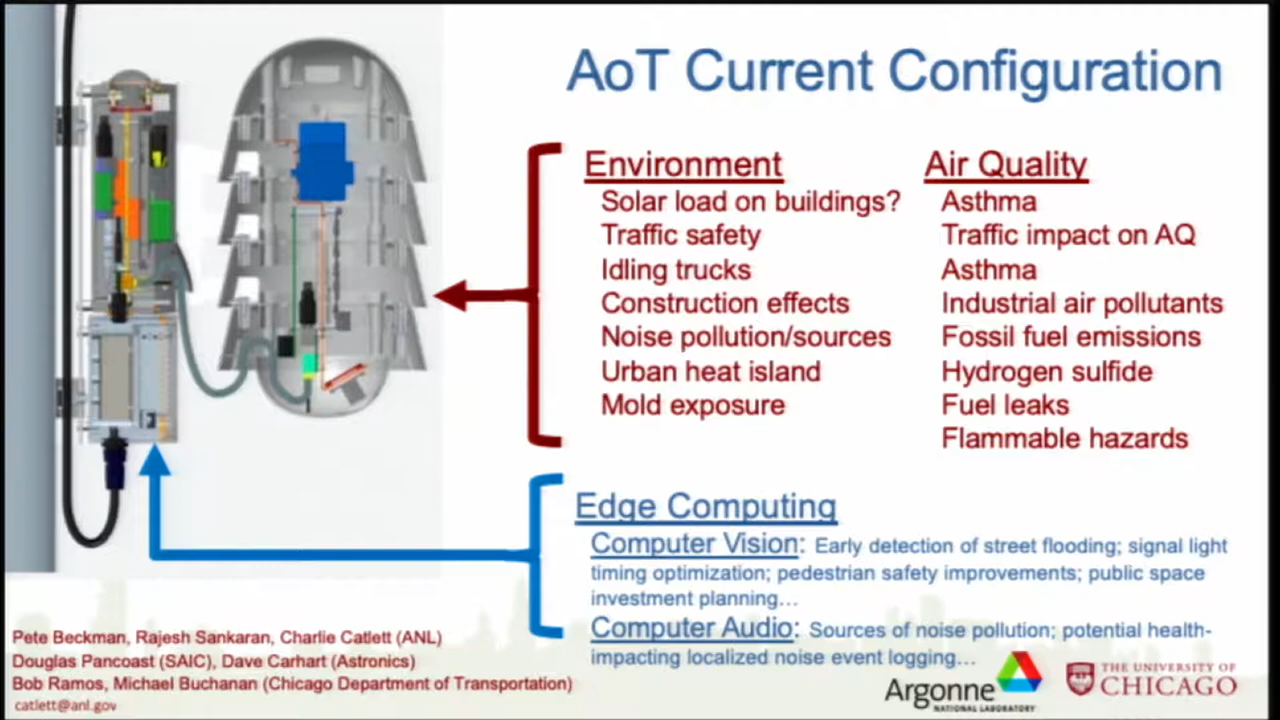 AoT Current Configuration
Environment
Solar load on buildings?
Traffic safety
Idling trucks
Construction effects
Noise pollution/sources
Urban heat island
Mold exposure
Air Quality
Asthma
Traffic impact on AQ
Asthma
Industrial air pollutants
Fossil fuel emissions
Hydrogen sulfide
Fuel leaks
Flammable hazards
Edge Computing
Computer Vision: Early detection of street flooding; signal light
timing optimization; pedestrian safety improvements; public space
investment planning...
Computer Audio: Sources of noise pollution; potential health-
impacting localized noise event logging...
Pete Beckman, Rajesh Sankaran, Charlie Catlett (ANL)
Douglas Pancoast (SAIC), Dave Carhart (Astronics)
Bob Ramos, Michael Buchanan (Chicago Department of Transportation)
catlett@anl.gov
Argonne
NATIONAL LABORATORY
THE UNIVERSITY OF
CHICAGO